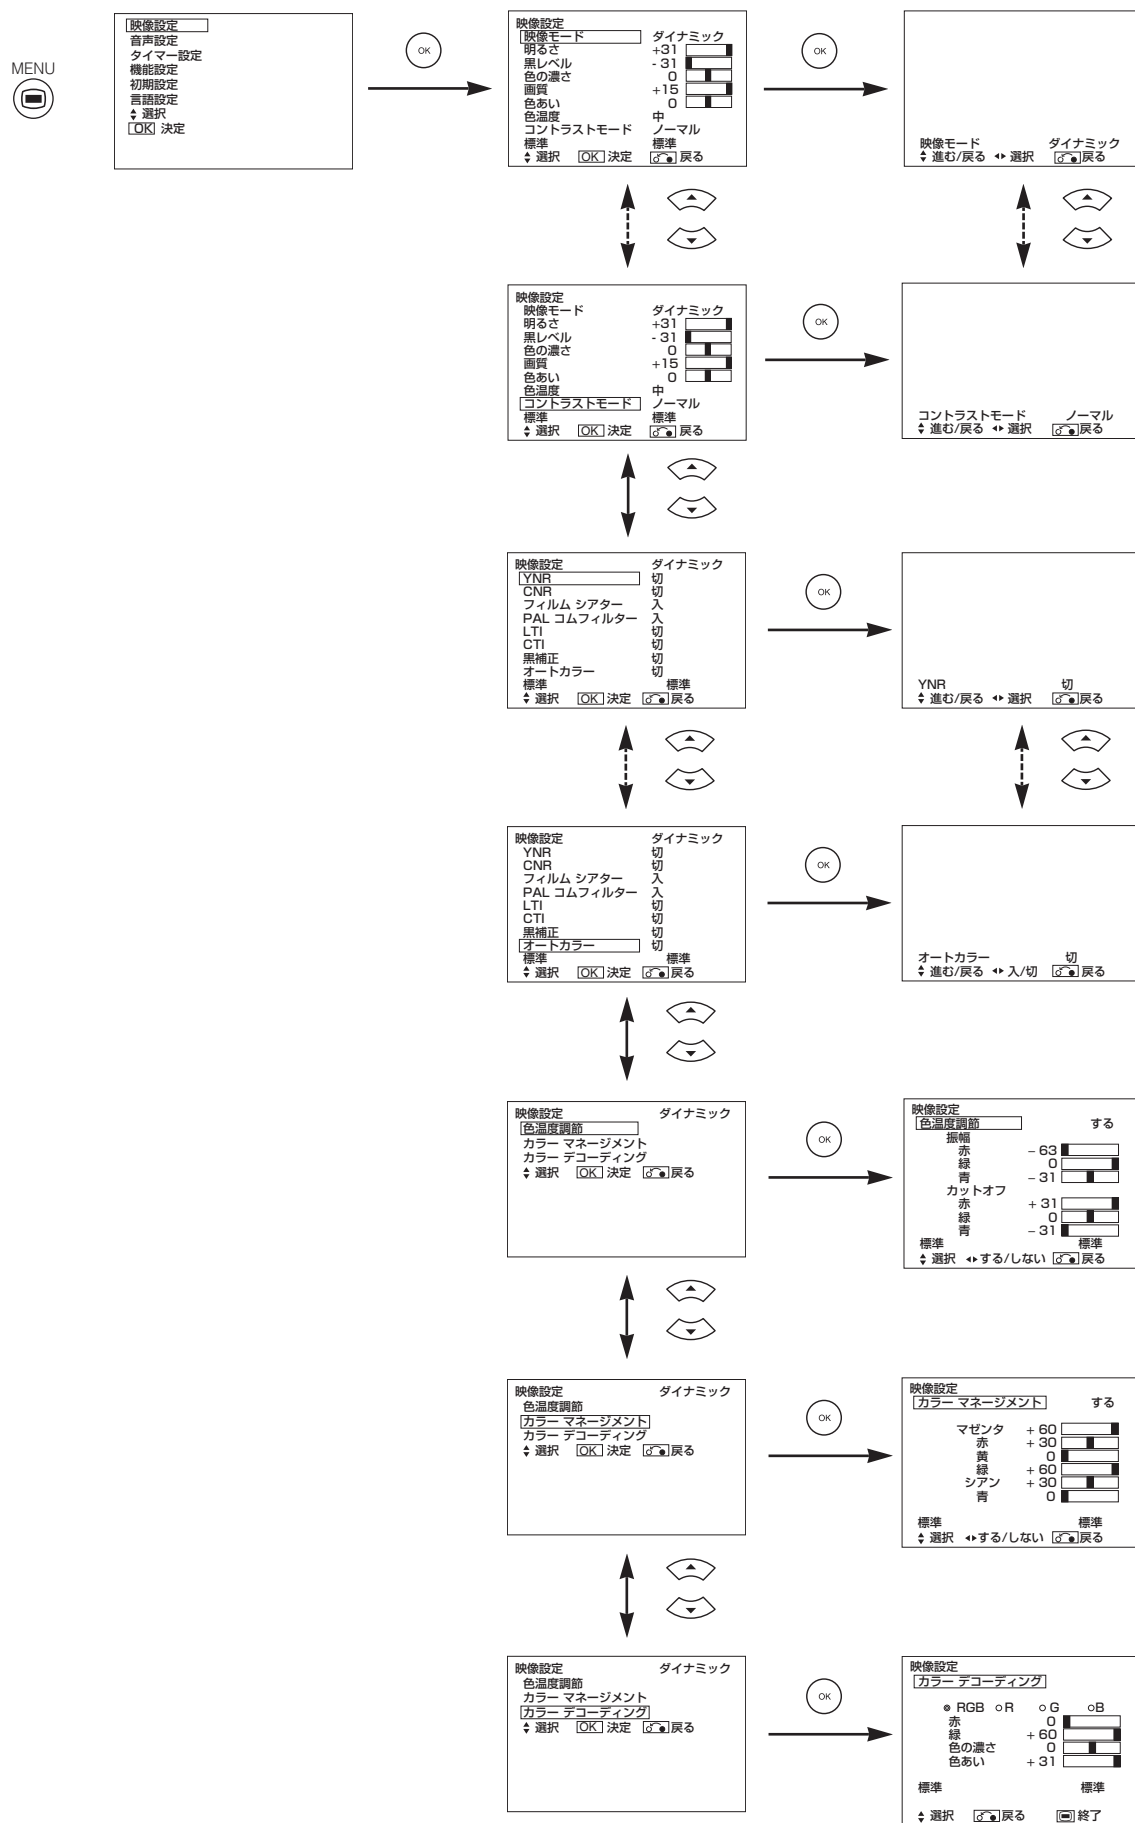 MENU
映像設定
音声設定
タイマー設定
機能設定
初期設定
言語設定
選択
OK 決定
OK
映像設定
映像モード ダイナミック
明るさ +31
黒レベル - 31
色の濃さ 0
画質 +15
色あい 0
色温度 中
コントラストモード ノーマル
標準 標準
選択 OK 決定 戻る
OK
映像モード ダイナミック
進む/戻る 選択 戻る
映像設定
映像モード ダイナミック
明るさ +31
黒レベル - 31
色の濃さ 0
画質 +15
色あい 0
色温度 中
コントラストモード ノーマル
標準 標準
選択 OK 決定 戻る
OK
コントラストモード ノーマル
進む/戻る 選択 戻る
映像設定 ダイナミック
YNR 切
CNR 切
フィルム シアター 入
PAL コムフィルター 入
LTI 切
CTI 切
黒補正 切
オートカラー 切
標準 標準
選択 OK 決定 戻る
OK
YNR 切
進む/戻る 選択 戻る
映像設定 ダイナミック
YNR 切
CNR 切
フィルム シアター 入
PAL コムフィルター 入
LTI 切
CTI 切
黒補正 切
オートカラー 切
標準 標準
選択 OK 決定 戻る
OK
オートカラー 切
進む/戻る 入/切 戻る
映像設定 ダイナミック
色温度調節
カラー マネージメント
カラー デコーディング
選択 OK 決定 戻る
OK
映像設定
色温度調節 する
振幅
赤 – 63
緑 0
青 – 31
カットオフ
赤 + 31
緑 0
青 – 31
標準 標準
選択 する/しない 戻る
映像設定 ダイナミック
色温度調節
カラー マネージメント
カラー デコーディング
選択 OK 決定 戻る
OK
映像設定
カラー マネージメント する
マゼンタ + 60
赤 + 30
黄 0
緑 + 60
シアン + 30
青 0
標準 標準
選択 する/しない 戻る
映像設定 ダイナミック
色温度調節
カラー マネージメント
カラー デコーディング
選択 OK 決定 戻る
OK
映像設定
カラー デコーディング
RGB R G B
赤 0
緑 + 60
色の濃さ 0
色あい + 31
標準 標準
選択 戻る 終了